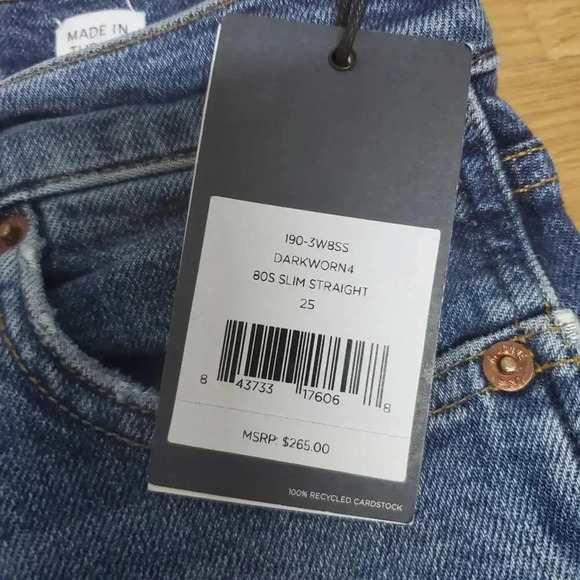 MADE IN
190-3W8SS
DARKWORN4
80S SLIM STRAIGHT
25
8 43733 17606 8
MSRP: $265.00
100% RECYCLED CARDSTOCK